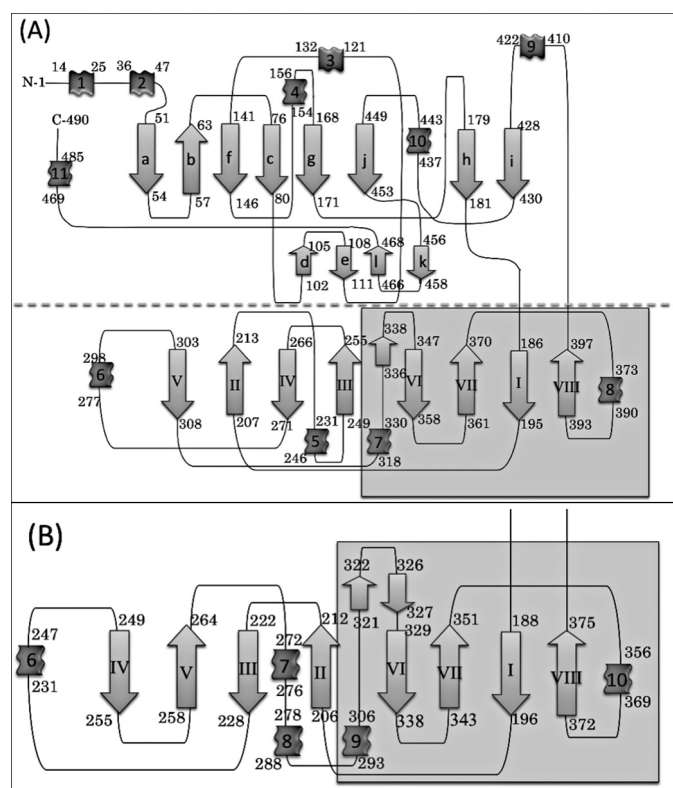 (A)
132 121 422 9 410
3
14 25 36 47 156
N-1 1 2 4
154
C-490 51 63 141 76 168 449 443 179 428
10
485 a b f c g j 437 h i
11
469 54 57 146 80 171 453 181 430
105 108 468 456
d e l k
102 111 466 458
303 213 266 255 338 347 370 186 397
298 336 373
6 V II IV III VI VII I VIII 8
277 231 330 390
308 207 271 5 249 7 358 361 195 393
246 318
(B)
322 326
321 327
247 249 264 222 272 212 329 351 188 375
6 IV V III 7 II VI VII I VIII 356
231 276 10
278 369
255 258 228 8 206 306 338 343 196 372
288 9 293